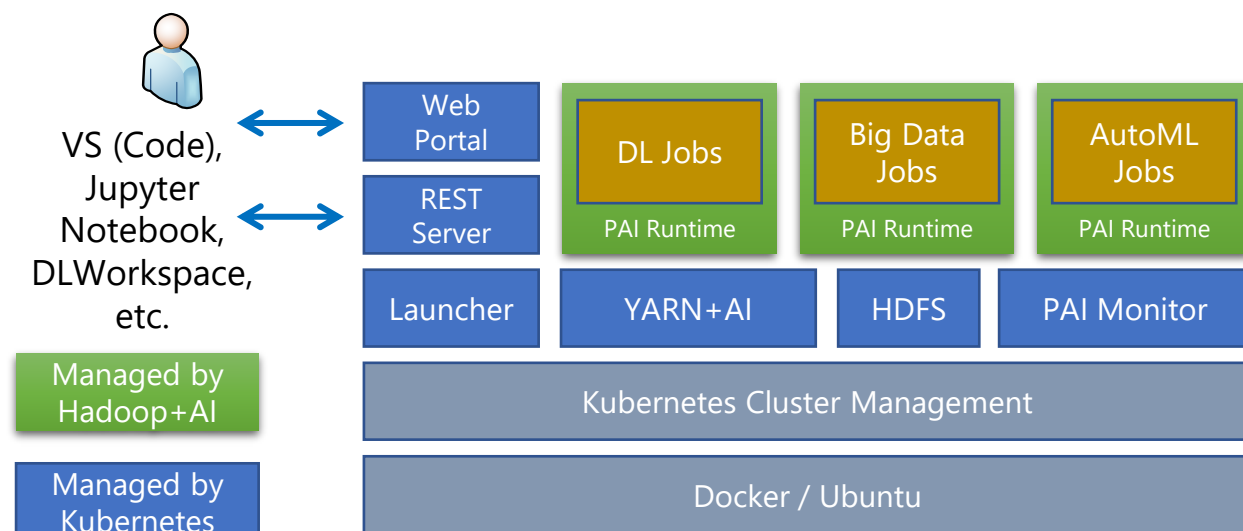 VS (Code),
Jupyter
Notebook,
DLWorkspace,
etc.
Managed by
Hadoop+AI
Managed by
Kubernetes
Web
Portal
REST
Server
DL Jobs
PAI Runtime
Big Data
Jobs
PAI Runtime
AutoML
Jobs
PAI Runtime
Launcher
YARN+AI
HDFS
PAI Monitor
Kubernetes Cluster Management
Docker / Ubuntu